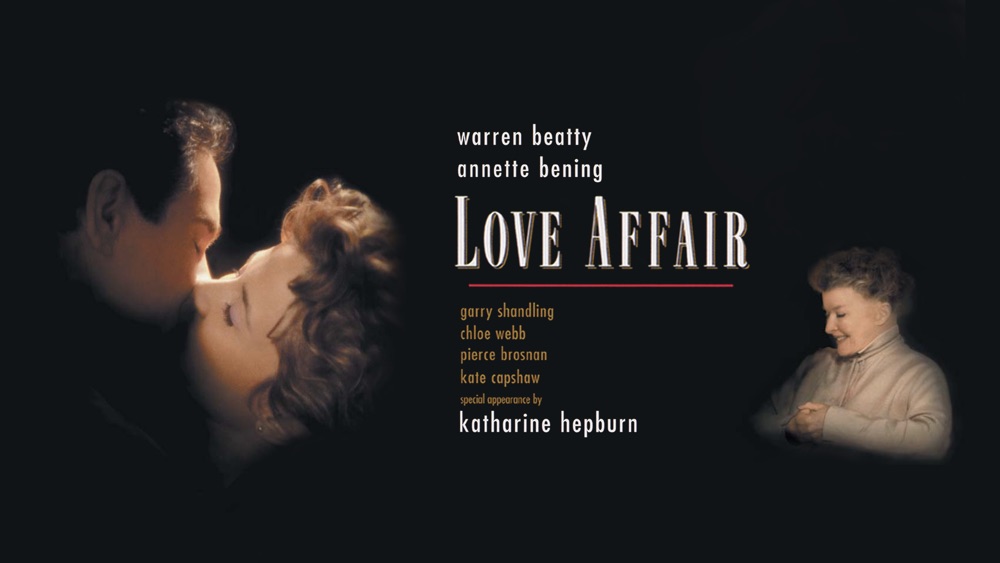 warren beatty
annette bening
LOVE AFFAIR
garry shandling
chloe webb
pierce brosnan
kate capshaw
special appearance by
katharine hepburn